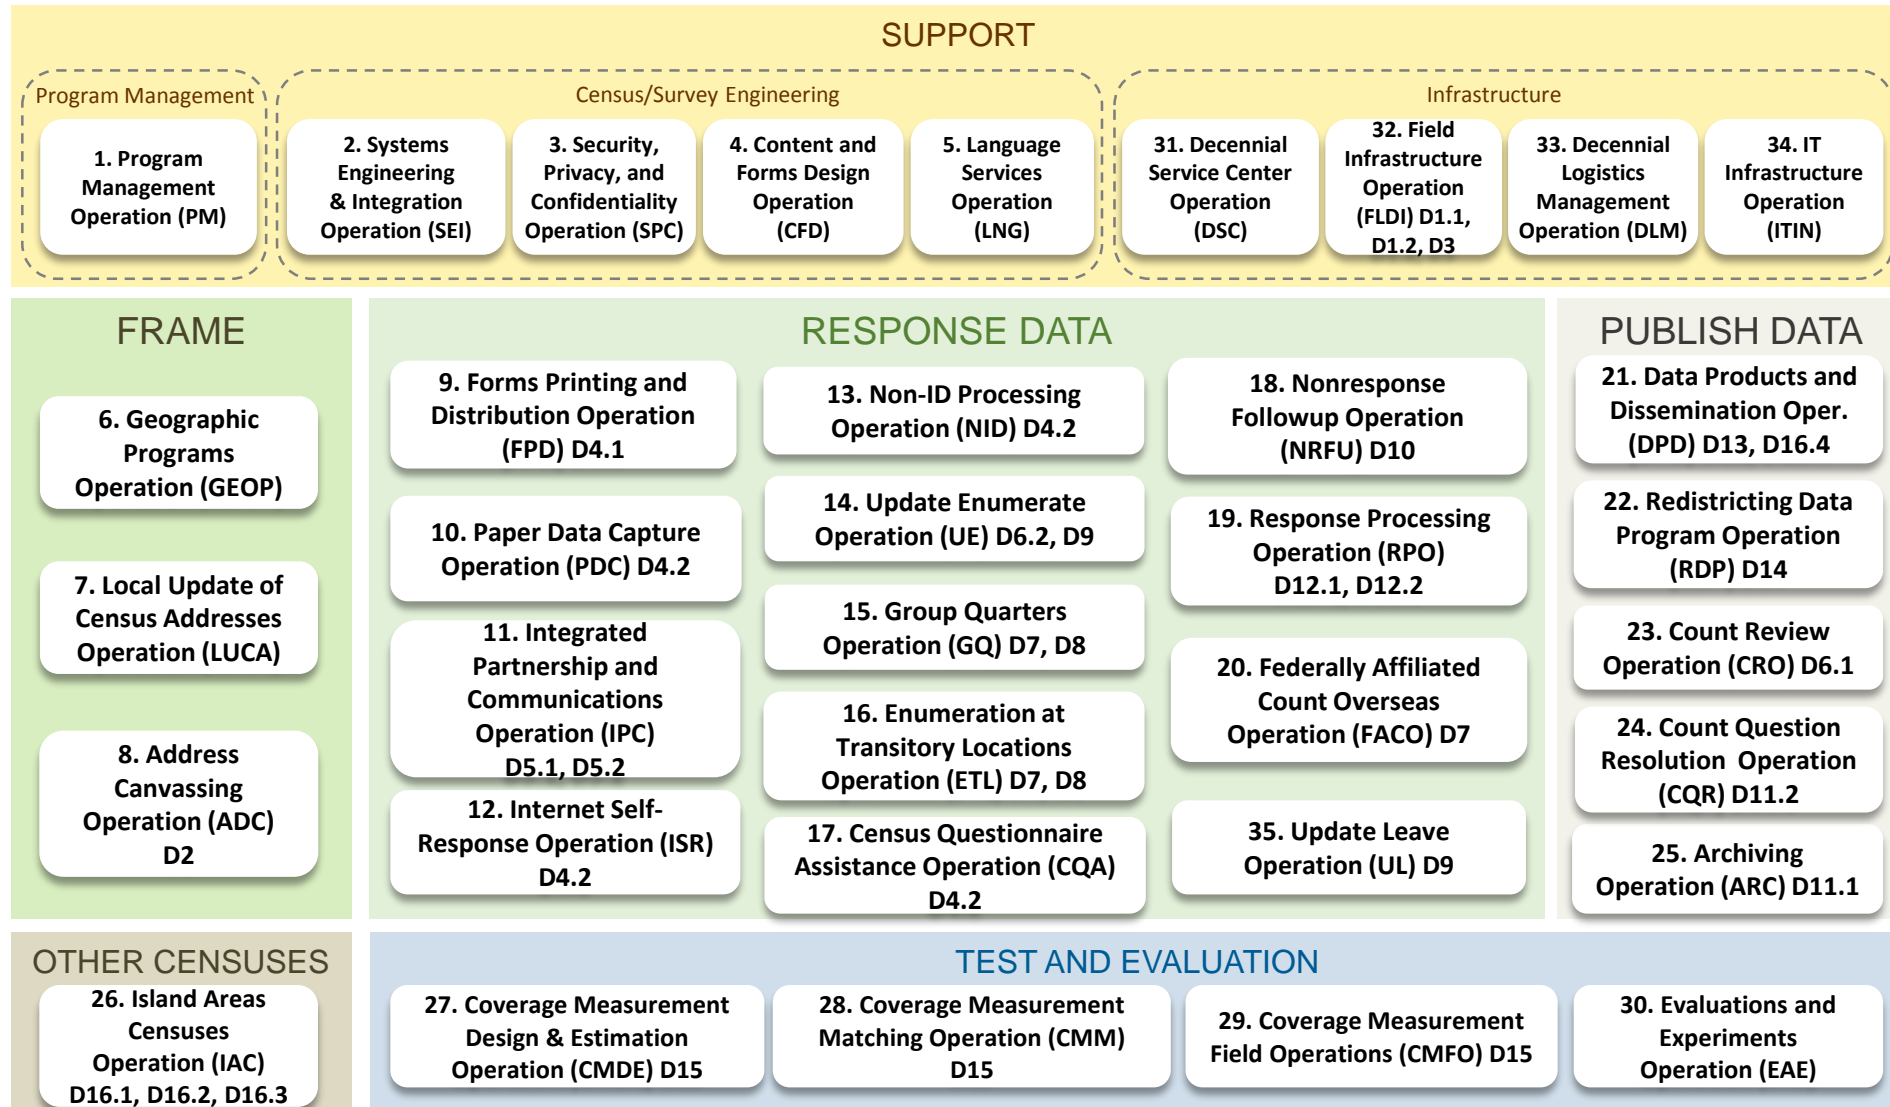 SUPPORT
Program Management
1. Program
Management
Operation (PM)
Census/Survey Engineering
2. Systems
Engineering
& Integration
Operation (SEI)
3. Security,
Privacy, and
Confidentiality
Operation (SPC)
4. Content and
Forms Design
Operation
(CFD)
5. Language
Services
Operation
(LNG)
Infrastructure
31. Decennial
Service Center
Operation
(DSC)
32. Field
Infrastructure
Operation
(FLDI) D1.1,
D1.2, D3
33. Decennial
Logistics
Management
Operation (DLM)
34. IT
Infrastructure
Operation
(ITIN)
FRAME
6. Geographic
Programs
Operation (GEOP)
7. Local Update of
Census Addresses
Operation (LUCA)
8. Address
Canvassing
Operation (ADC)
D2
RESPONSE DATA
9. Forms Printing and
Distribution Operation
(FPD) D4.1
10. Paper Data Capture
Operation (PDC) D4.2
11. Integrated
Partnership and
Communications
Operation (IPC)
D5.1, D5.2
12. Internet Self-
Response Operation (ISR)
D4.2
13. Non-ID Processing
Operation (NID) D4.2
14. Update Enumerate
Operation (UE) D6.2, D9
15. Group Quarters
Operation (GQ) D7, D8
16. Enumeration at
Transitory Locations
Operation (ETL) D7, D8
17. Census Questionnaire
Assistance Operation (CQA)
D4.2
18. Nonresponse
Followup Operation
(NRFU) D10
19. Response Processing
Operation (RPO)
D12.1, D12.2
20. Federally Affiliated
Count Overseas
Operation (FACO) D7
35. Update Leave
Operation (UL) D9
PUBLISH DATA
21. Data Products and
Dissemination Oper.
(DPD) D13, D16.4
22. Redistricting Data
Program Operation
(RDP) D14
23. Count Review
Operation (CRO) D6.1
24. Count Question
Resolution Operation
(CQR) D11.2
25. Archiving
Operation (ARC) D11.1
OTHER CENSUSES
26. Island Areas
Censuses
Operation (IAC)
D16.1, D16.2, D16.3
TEST AND EVALUATION
27. Coverage Measurement
Design & Estimation
Operation (CMDE) D15
28. Coverage Measurement
Matching Operation (CMM)
D15
29. Coverage Measurement
Field Operations (CMFO) D15
30. Evaluations and
Experiments
Operation (EAE)